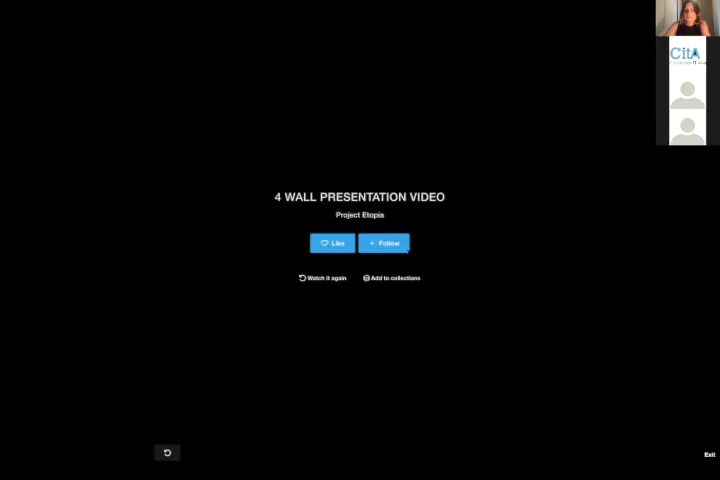 CitA
4 WALL PRESENTATION VIDEO
Project Etopia
Like
+ Follow
Watch it again
Add to collections
Exit